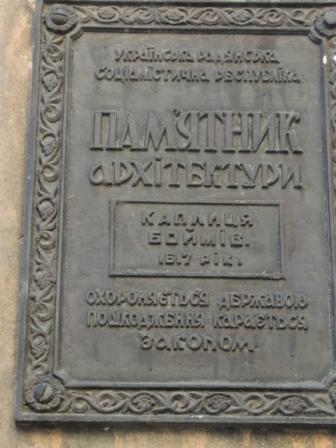 УКРАЇНСЬКА РАДЯНСЬКА
СОЦІАЛІСТИЧНА РЕСПУБЛІКА
ПАМ'ЯТНИК
АРХІТЕКТУРИ
КАПЛИЦЯ
БОЇМІВ.
1617 РІК.
ОХОРОНЯЄТЬСЯ ДЕРЖАВОЮ
ПОШКОДЖЕННЯ КАРАЄТЬСЯ
ЗАКОНОМ.